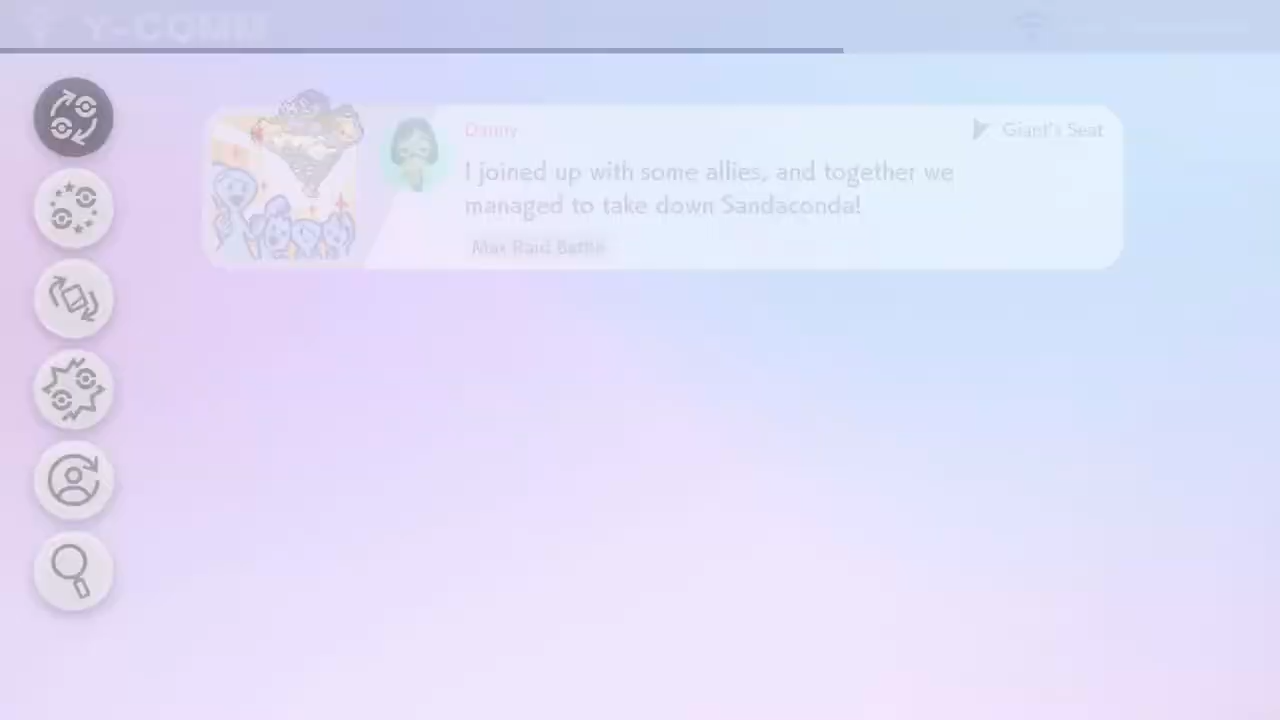 Y-COMM
Danny
Giant's Seat
I joined up with some allies, and together we
managed to take down Sandaconda!
Max Raid Battle